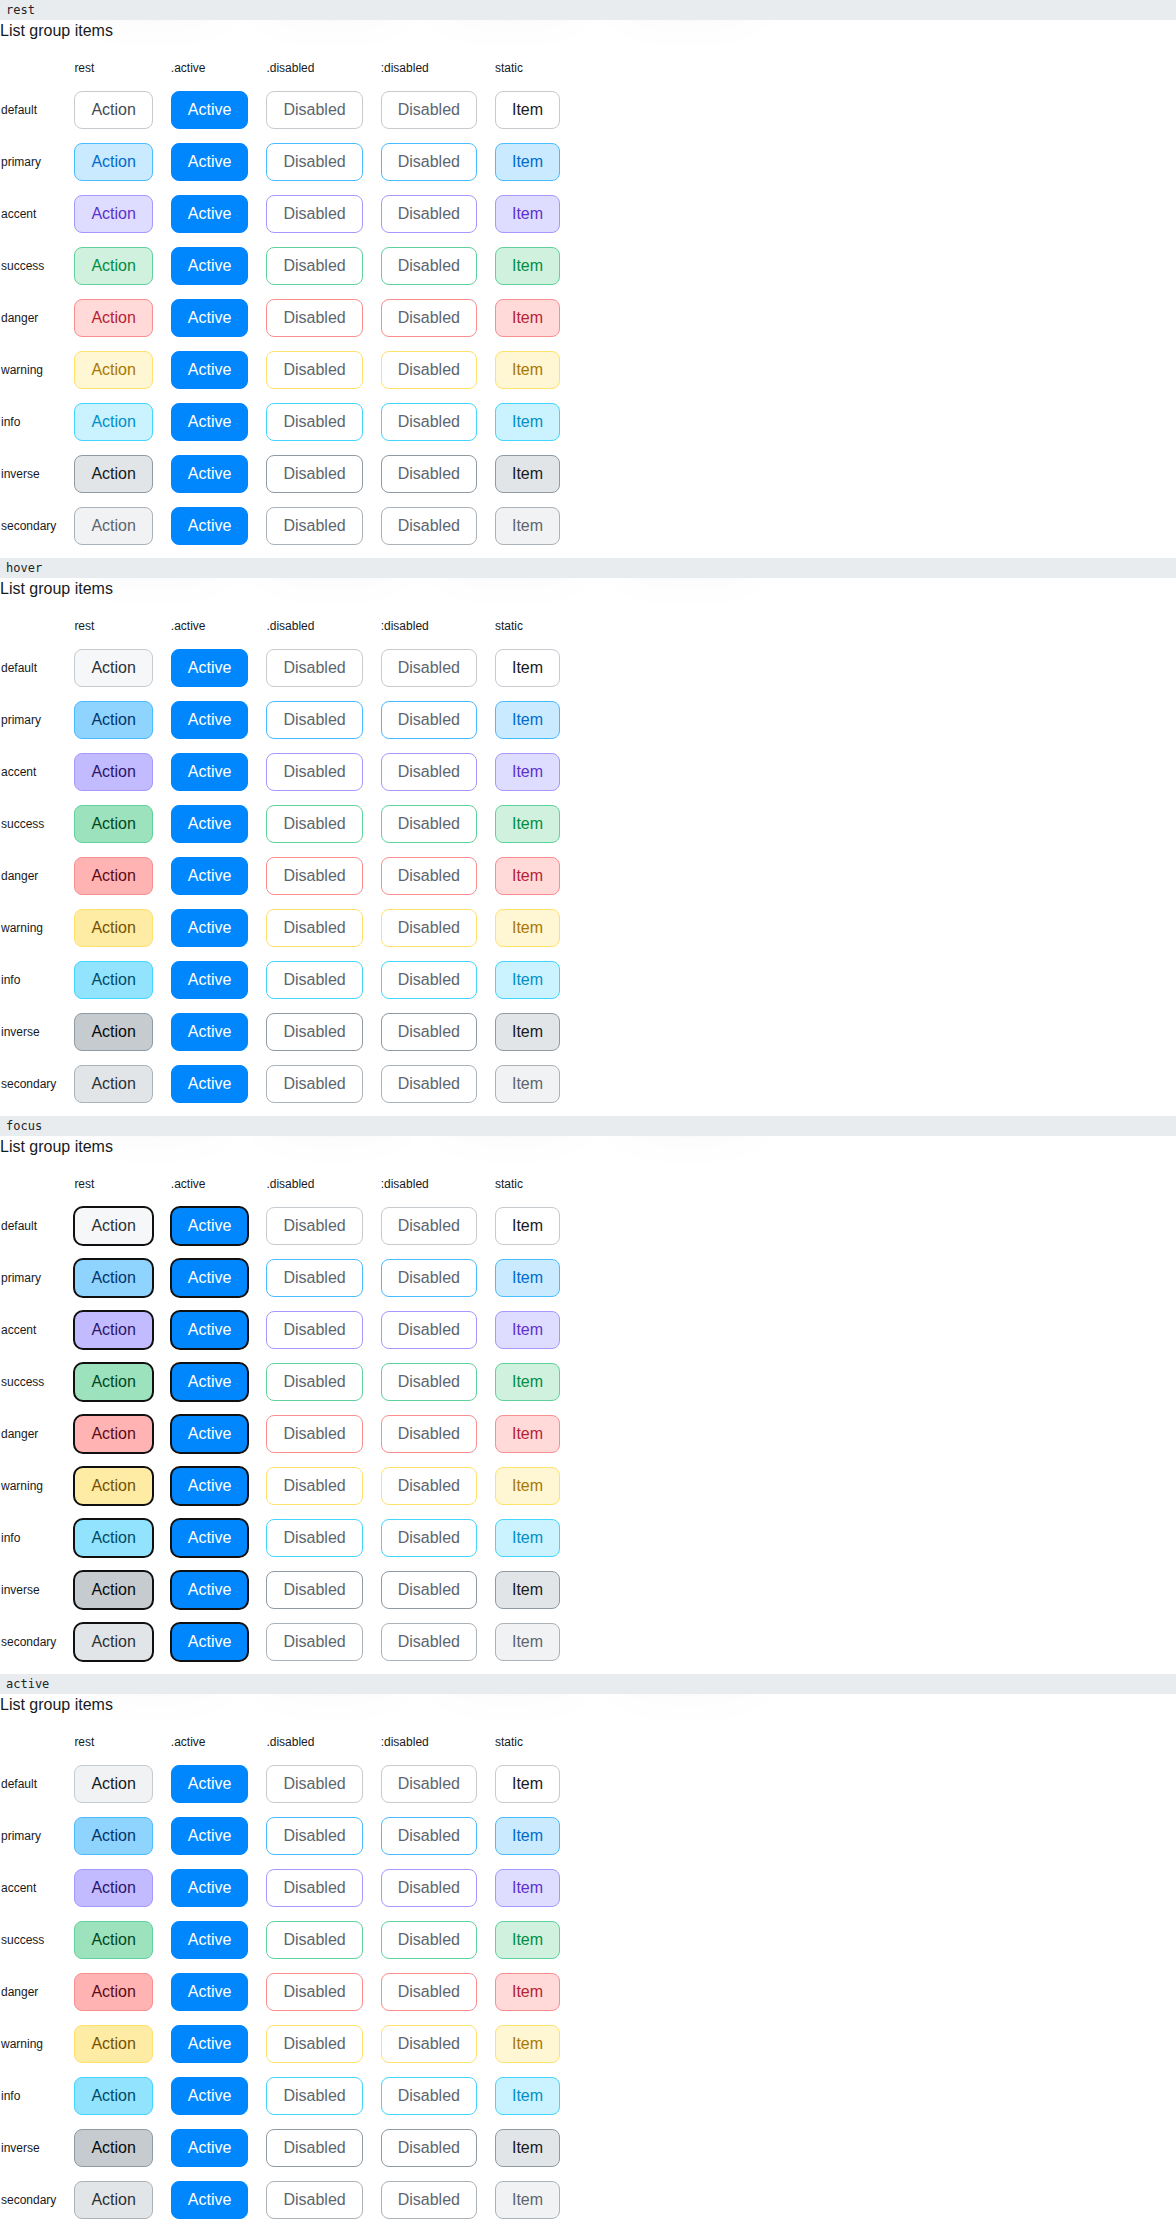 rest
List group items
rest .active .disabled :disabled static
default Action Active Disabled Disabled Item
primary Action Active Disabled Disabled Item
accent Action Active Disabled Disabled Item
success Action Active Disabled Disabled Item
danger Action Active Disabled Disabled Item
warning Action Active Disabled Disabled Item
info Action Active Disabled Disabled Item
inverse Action Active Disabled Disabled Item
secondary Action Active Disabled Disabled Item
hover
List group items
rest .active .disabled :disabled static
default Action Active Disabled Disabled Item
primary Action Active Disabled Disabled Item
accent Action Active Disabled Disabled Item
success Action Active Disabled Disabled Item
danger Action Active Disabled Disabled Item
warning Action Active Disabled Disabled Item
info Action Active Disabled Disabled Item
inverse Action Active Disabled Disabled Item
secondary Action Active Disabled Disabled Item
focus
List group items
rest .active .disabled :disabled static
default Action Active Disabled Disabled Item
primary Action Active Disabled Disabled Item
accent Action Active Disabled Disabled Item
success Action Active Disabled Disabled Item
danger Action Active Disabled Disabled Item
warning Action Active Disabled Disabled Item
info Action Active Disabled Disabled Item
inverse Action Active Disabled Disabled Item
secondary Action Active Disabled Disabled Item
active
List group items
rest .active .disabled :disabled static
default Action Active Disabled Disabled Item
primary Action Active Disabled Disabled Item
accent Action Active Disabled Disabled Item
success Action Active Disabled Disabled Item
danger Action Active Disabled Disabled Item
warning Action Active Disabled Disabled Item
info Action Active Disabled Disabled Item
inverse Action Active Disabled Disabled Item
secondary Action Active Disabled Disabled Item